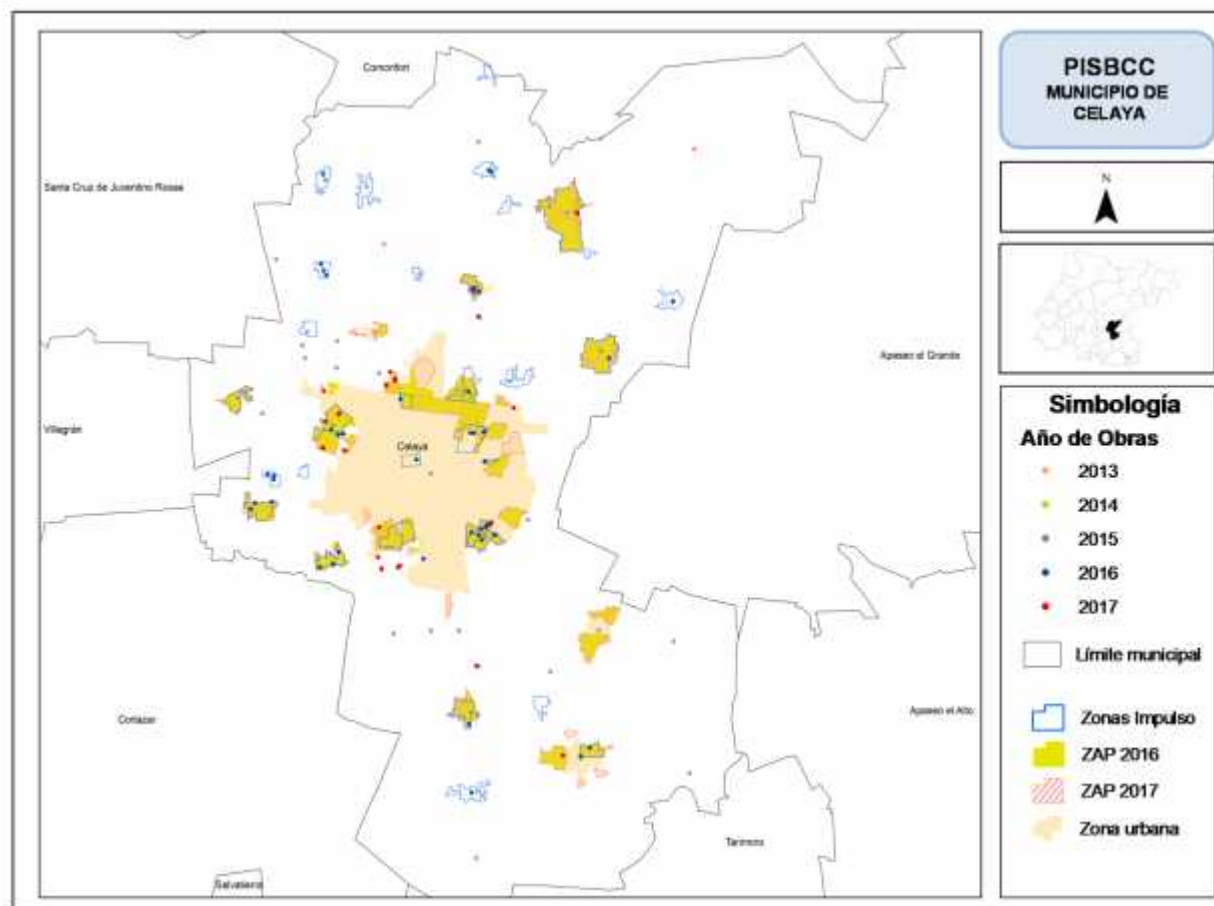 PISBCC
MUNICIPIO DE
CELAYA
N
Simbología
Año de Obras
2013
2014
2015
2016
2017
Límite municipal
Zonas Impulso
ZAP 2016
ZAP 2017
Zona urbana
Comonfort
Santa Cruz de Juventino Rosas
Apaseo el Grande
Villagrán
Celaya
Cortazar
Apaseo el Alto
Tarimoro
Salvatierra